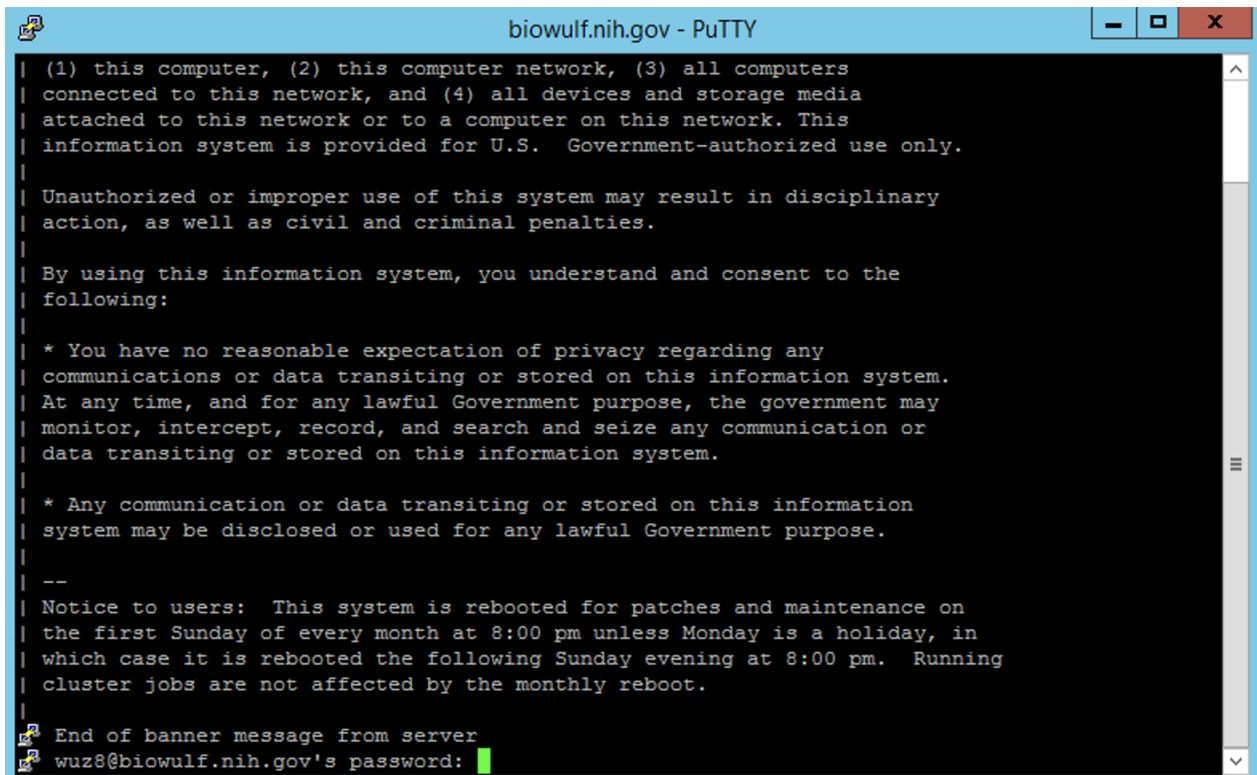 biowulf.nih.gov - PuTTY
| (1) this computer, (2) this computer network, (3) all computers
| connected to this network, and (4) all devices and storage media
| attached to this network or to a computer on this network. This
| information system is provided for U.S.  Government-authorized use only.
|
| Unauthorized or improper use of this system may result in disciplinary
| action, as well as civil and criminal penalties.
|
| By using this information system, you understand and consent to the
| following:
|
| * You have no reasonable expectation of privacy regarding any
| communications or data transiting or stored on this information system.
| At any time, and for any lawful Government purpose, the government may
| monitor, intercept, record, and search and seize any communication or
| data transiting or stored on this information system.
|
| * Any communication or data transiting or stored on this information
| system may be disclosed or used for any lawful Government purpose.
|
| --
| Notice to users:  This system is rebooted for patches and maintenance on
| the first Sunday of every month at 8:00 pm unless Monday is a holiday, in
| which case it is rebooted the following Sunday evening at 8:00 pm.  Running
| cluster jobs are not affected by the monthly reboot.
|
End of banner message from server
wuz8@biowulf.nih.gov's password: